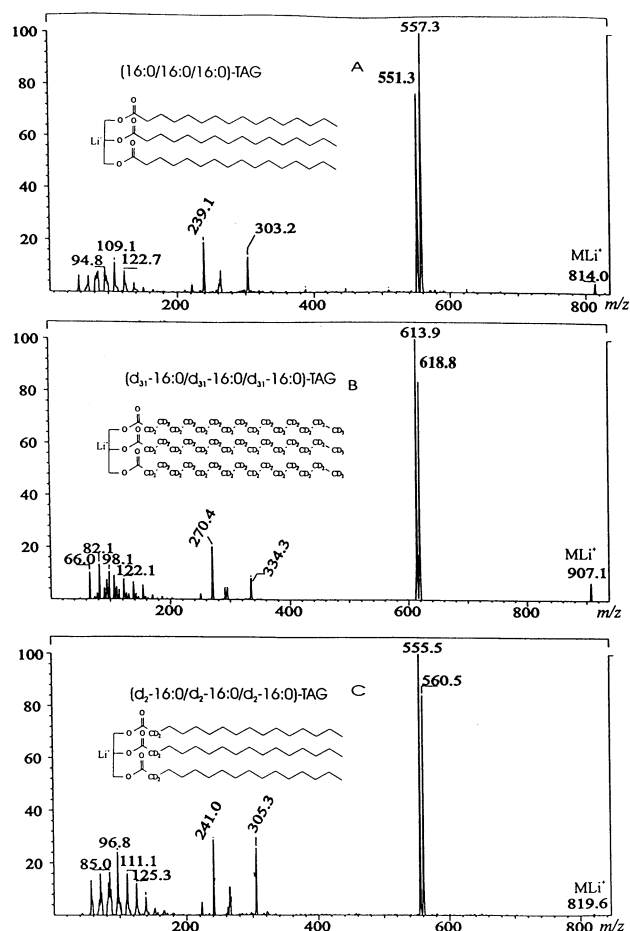 100
80
60
40
20
(16:0/16:0/16:0)-TAG
A
O
O
O
O
O
O
Li+
557.3
551.3
239.1
303.2
94.8
109.1
122.7
MLi+
814.0
200
400
600
800
m/z
100
80
60
40
20
(d31-16:0/d31-16:0/d31-16:0)-TAG
B
O
O
O
O
O
O
Li+
CD2
CD3
613.9
618.8
270.4
334.3
66.0
82.1
98.1
122.1
MLi+
907.1
200
400
600
800
m/z
100
80
60
40
20
(d2-16:0/d2-16:0/d2-16:0)-TAG
C
O
O
O
O
O
O
Li+
CD2
CD2
CD2
555.5
560.5
241.0
305.3
85.0
96.8
111.1
125.3
MLi+
819.6
200
400
600
800
m/z